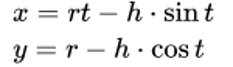 x = rt − h · sin t
y = r − h · cos t